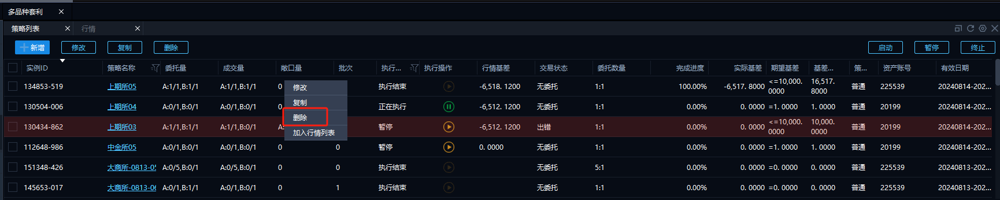 多品种套利
策略列表 行情
新增 修改 复制 删除 启动 暂停 终止
实例ID 策略名称 委托量 成交量 敞口量 批次 执行... 执行操作 行情基差 交易状态 委托数量 完成进度 实际基差 期望基差 基差... 策... 资产账号 有效日期
134853-519 上期所05 A:1/1,B:1/1 A:1/1,B:1/1 0 执行结束 -6,518.1200 无委托 1:1 100.00% -6,517.8000 <=10,000.0000 16,517.8000 普通 225539 20240814-202...
130504-006 上期所04 A:0/1,B:0/1 A:0/1,B:0/1 0 正在执行 -6,512.1200 无委托 1:1 0.00% 0.0000 =1.0000 1.0000 普通 20199 20240814-202...
130434-862 上期所03 A:1/1,B:0/1 A:1/1,B:0/1 A: 暂停 -6,512.1200 出错 1:1 0.00% 0.0000 <=10,000.0000 10,000.0000 普通 20199 20240814-202...
112648-986 中金所05 A:0/1,B:0/1 A:0/1,B:0/1 0 0 暂停 0.0000 无委托 1:1 0.00% 0.0000 =1.0000 1.0000 普通 20199 20240814-202...
151348-426 大商所-0813-05 A:0/5,B:0/1 A:0/5,B:0/1 0 0 执行结束 无委托 5:1 0.00% 0.0000 =0.0000 0.0000 普通 225539 20240813-202...
145653-017 大商所-0813-06 A:0/1,B:1/1 A:0/1,B:1/1 0 1 执行结束 无委托 1:1 0.00% 0.0000 =0.0000 0.0000 普通 225539 20240813-202...
修改
复制
删除
加入行情列表